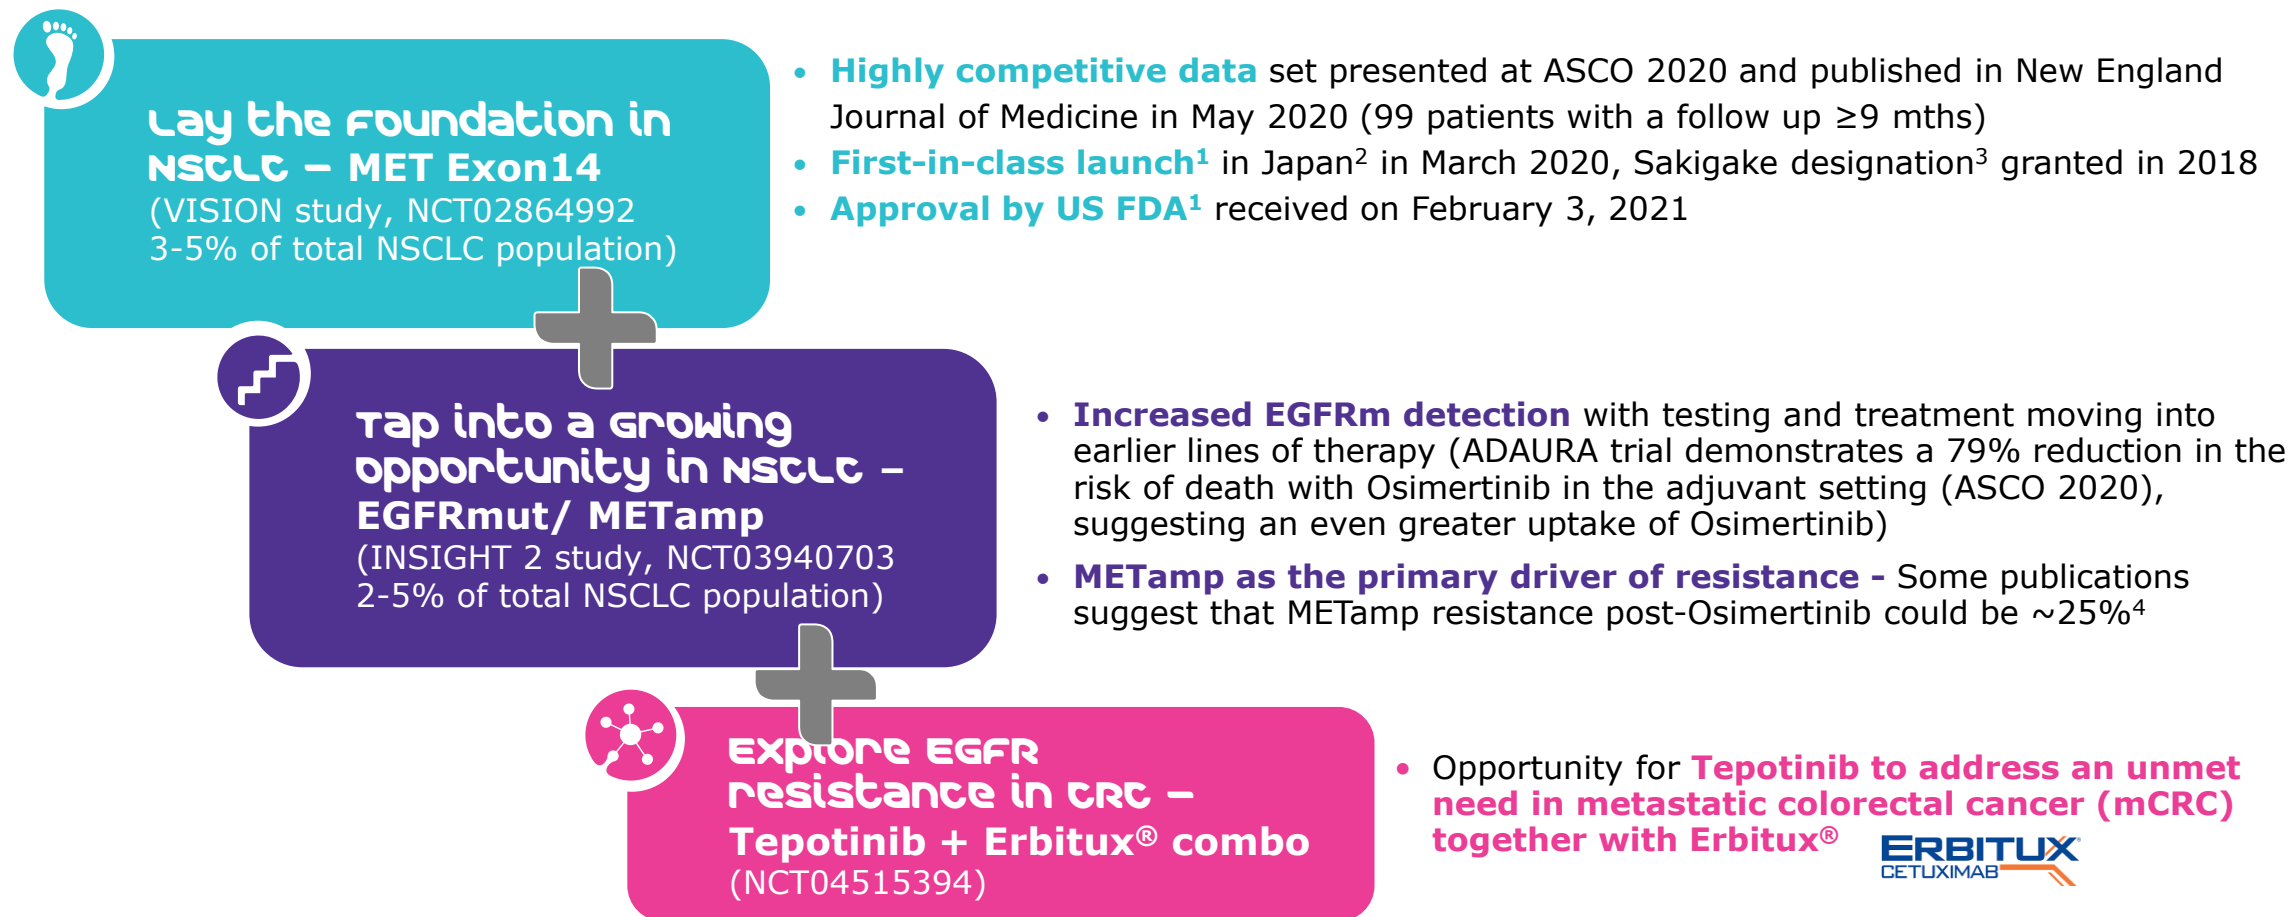 Lay the Foundation in
NSCLC – MET Exon14
(VISION study, NCT02864992
3-5% of total NSCLC population)
• Highly competitive data set presented at ASCO 2020 and published in New England
Journal of Medicine in May 2020 (99 patients with a follow up ≥9 mths)
• First-in-class launch¹ in Japan² in March 2020, Sakigake designation³ granted in 2018
• Approval by US FDA¹ received on February 3, 2021
Tap into a Growing
Opportunity in NSCLC –
EGFRmut/ METamp
(INSIGHT 2 study, NCT03940703
2-5% of total NSCLC population)
• Increased EGFRm detection with testing and treatment moving into
earlier lines of therapy (ADAURA trial demonstrates a 79% reduction in the
risk of death with Osimertinib in the adjuvant setting (ASCO 2020),
suggesting an even greater uptake of Osimertinib)
• METamp as the primary driver of resistance - Some publications
suggest that METamp resistance post-Osimertinib could be ~25%⁴
Explore EGFR
resistance in CRC –
Tepotinib + Erbitux® combo
(NCT04515394)
• Opportunity for Tepotinib to address an unmet
need in metastatic colorectal cancer (mCRC)
together with Erbitux®
ERBITUX®
CETUXIMAB